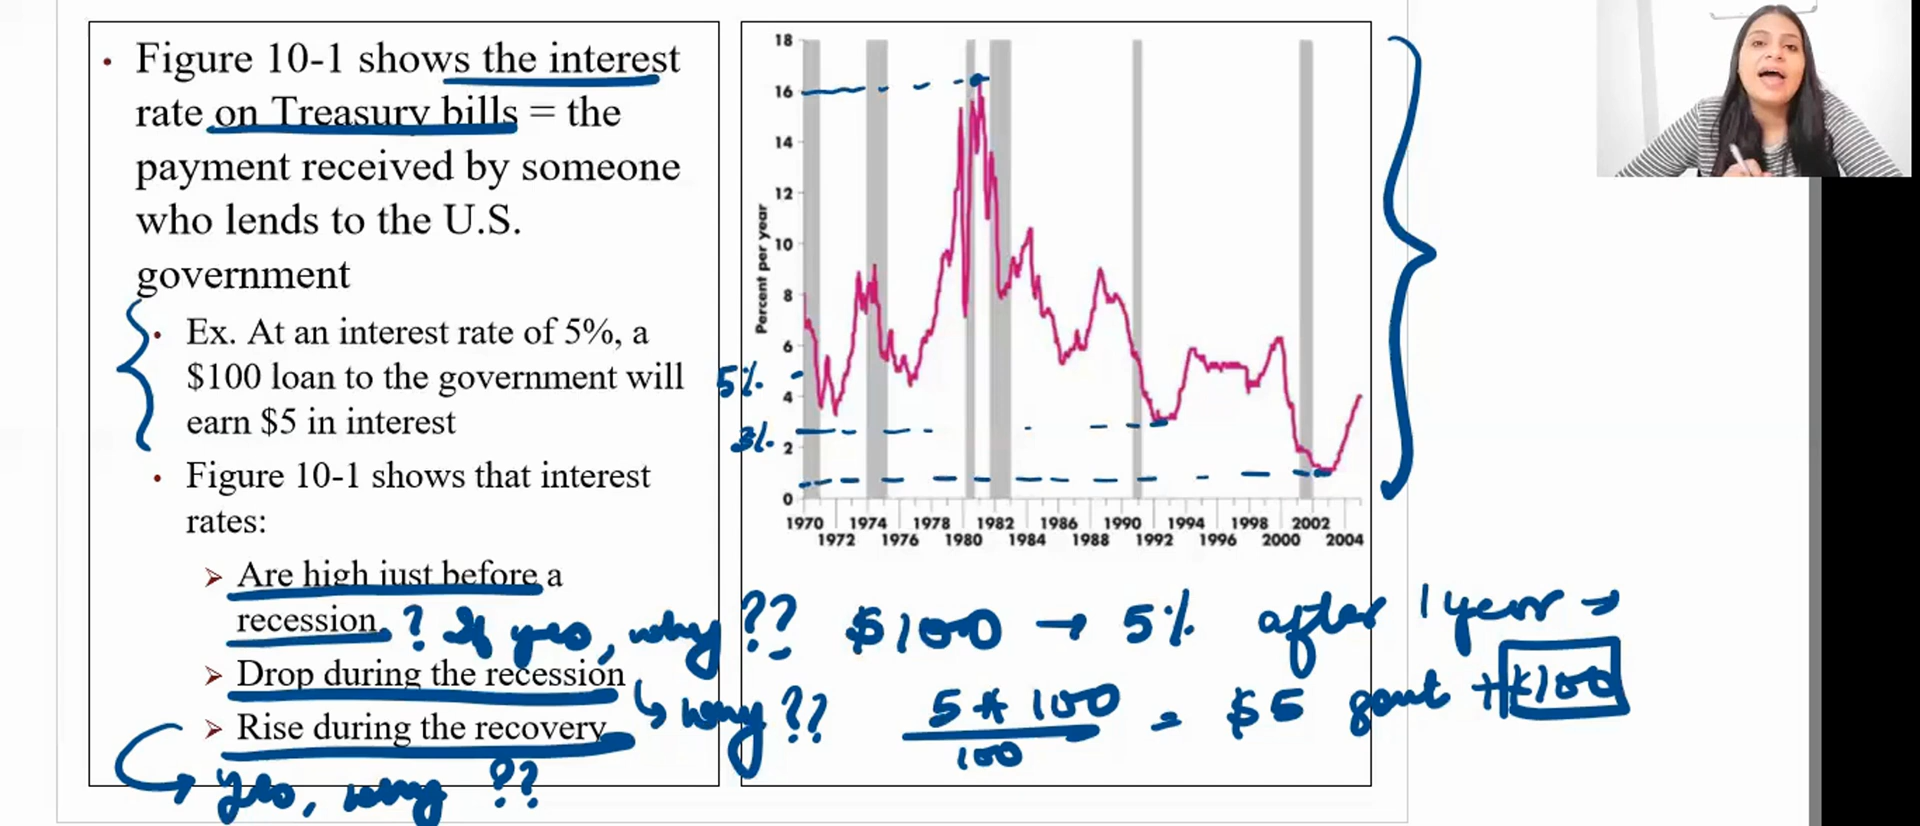 • Figure 10-1 shows the interest
rate on Treasury bills = the
payment received by someone
who lends to the U.S.
government
• Ex. At an interest rate of 5%, a
$100 loan to the government will
earn $5 in interest
• Figure 10-1 shows that interest
rates:
➢ Are high just before a
recession ? If yes, why??
➢ Drop during the recession
why??
➢ Rise during the recovery
yes, why ??
Percent per year
18
16
14
12
10
8
6
5%
4
3%
2
0
1970 1974 1978 1982 1986 1990 1994 1998 2002
1972 1976 1980 1984 1988 1992 1996 2000 2004
$100 → 5% after 1 year →
5 * 100 = $5 govt + 100
100